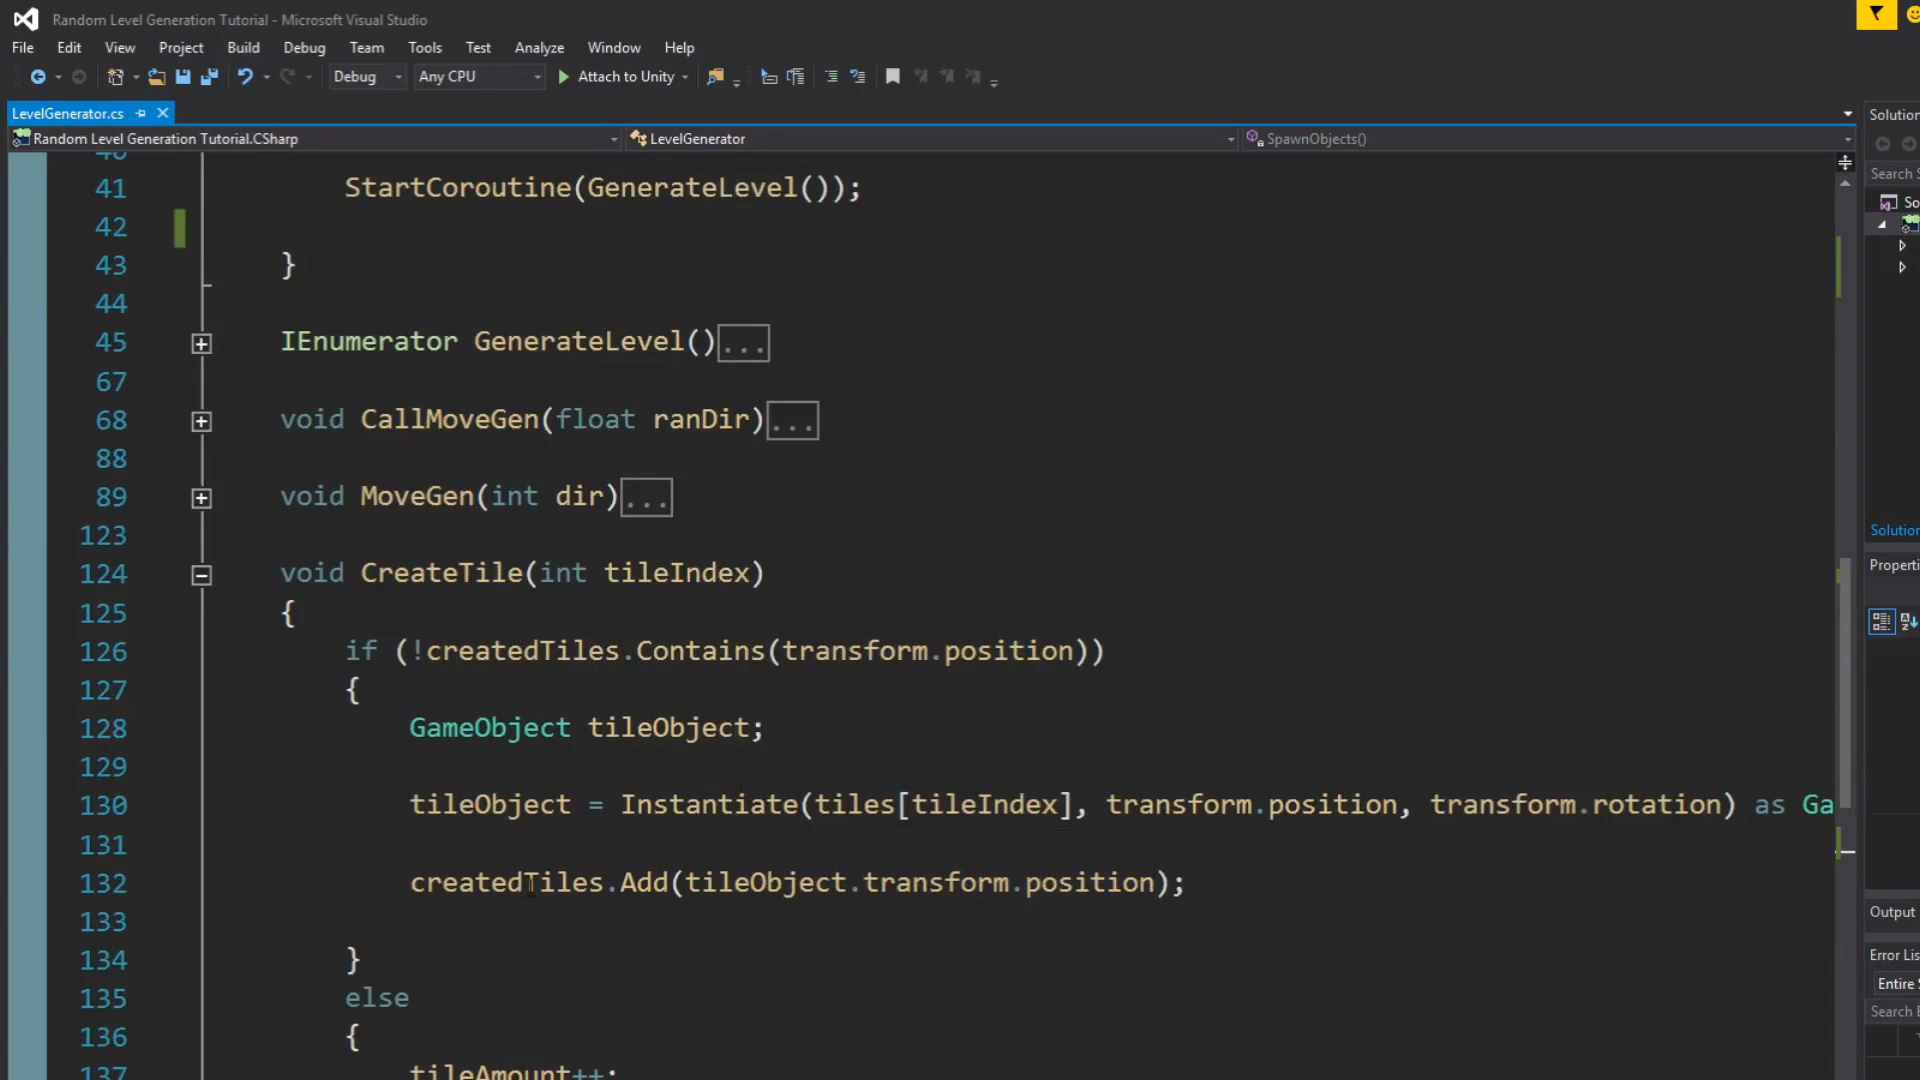 Random Level Generation Tutorial - Microsoft Visual Studio
File Edit View Project Build Debug Team Tools Test Analyze Window Help
Debug Any CPU Attach to Unity
LevelGenerator.cs
Random Level Generation Tutorial.CSharp LevelGenerator SpawnObjects()
41 StartCoroutine(GenerateLevel());
42
43 }
44
45 IEnumerator GenerateLevel()...
67
68 void CallMoveGen(float ranDir)...
88
89 void MoveGen(int dir)...
123
124 void CreateTile(int tileIndex)
125 {
126 if (!createdTiles.Contains(transform.position))
127 {
128 GameObject tileObject;
129
130 tileObject = Instantiate(tiles[tileIndex], transform.position, transform.rotation) as Ga
131
132 createdTiles.Add(tileObject.transform.position);
133
134 }
135 else
136 {
137 tileAmount++;
Solution
Search S
So
Solution
Properti
Output
Error Lis
Entire S
Search E